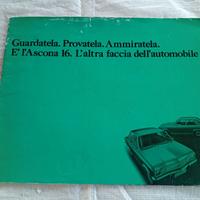 Guardatela. Provatela. Ammiratela.
E' l'Ascona 16. L'altra faccia dell'automobile